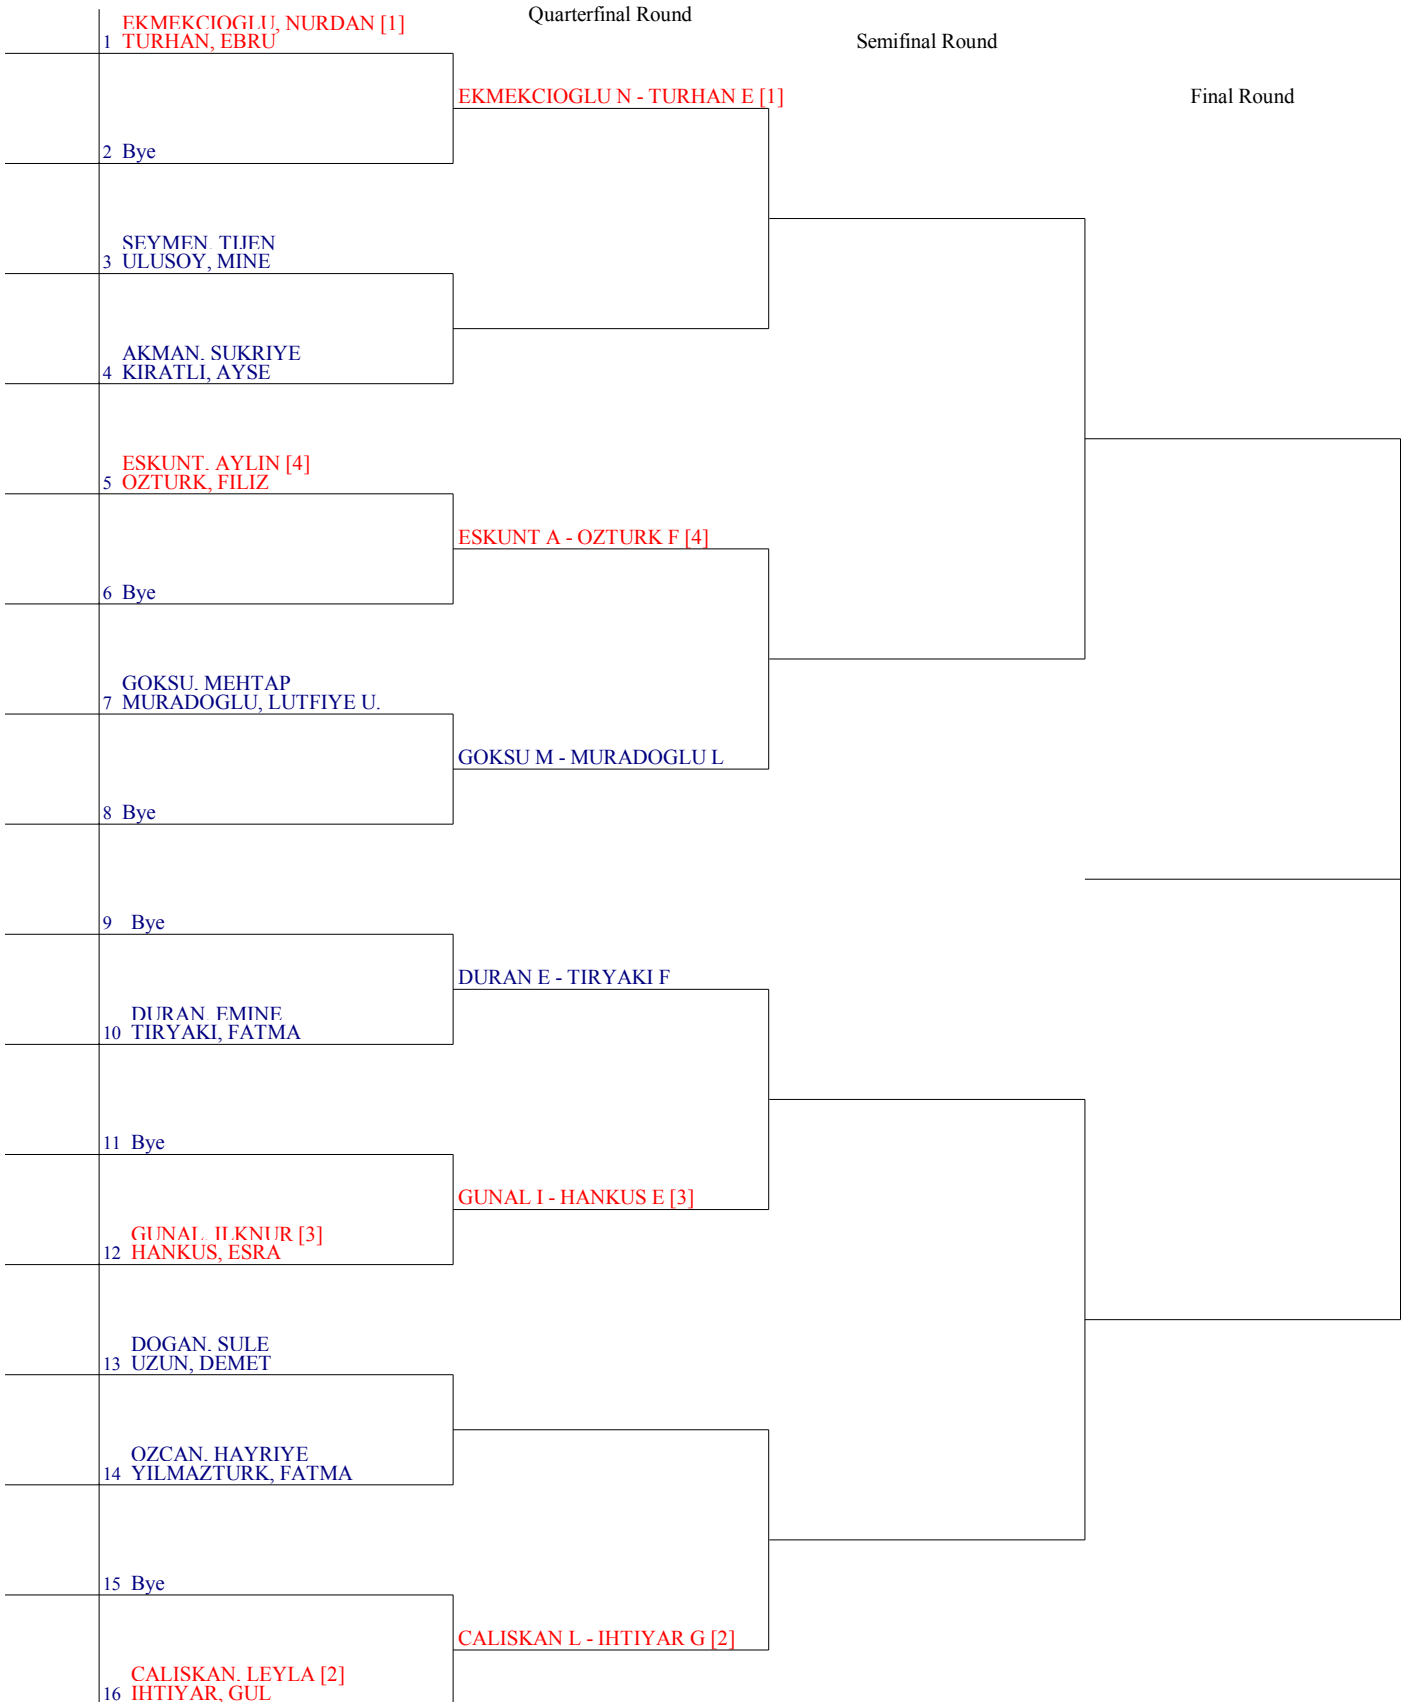 Quarterfinal Round
Semifinal Round
Final Round
EKMEKCIOGLU, NURDAN [1]
1 TURHAN, EBRU
EKMEKCIOGLU N - TURHAN E [1]
2 Bye
SEYMEN, TIJEN
3 ULUSOY, MINE
AKMAN, SUKRIYE
4 KIRATLI, AYSE
ESKUNT, AYLIN [4]
5 OZTURK, FILIZ
ESKUNT A - OZTURK F [4]
6 Bye
GOKSU, MEHTAP
7 MURADOGLU, LUTFIYE U.
GOKSU M - MURADOGLU L
8 Bye
9 Bye
DURAN E - TIRYAKI F
DURAN, EMINE
10 TIRYAKI, FATMA
11 Bye
GUNAL I - HANKUS E [3]
GUNAL, ILKNUR [3]
12 HANKUS, ESRA
DOGAN, SULE
13 UZUN, DEMET
OZCAN, HAYRIYE
14 YILMAZTURK, FATMA
15 Bye
CALISKAN L - IHTIYAR G [2]
CALISKAN, LEYLA [2]
16 IHTIYAR, GUL